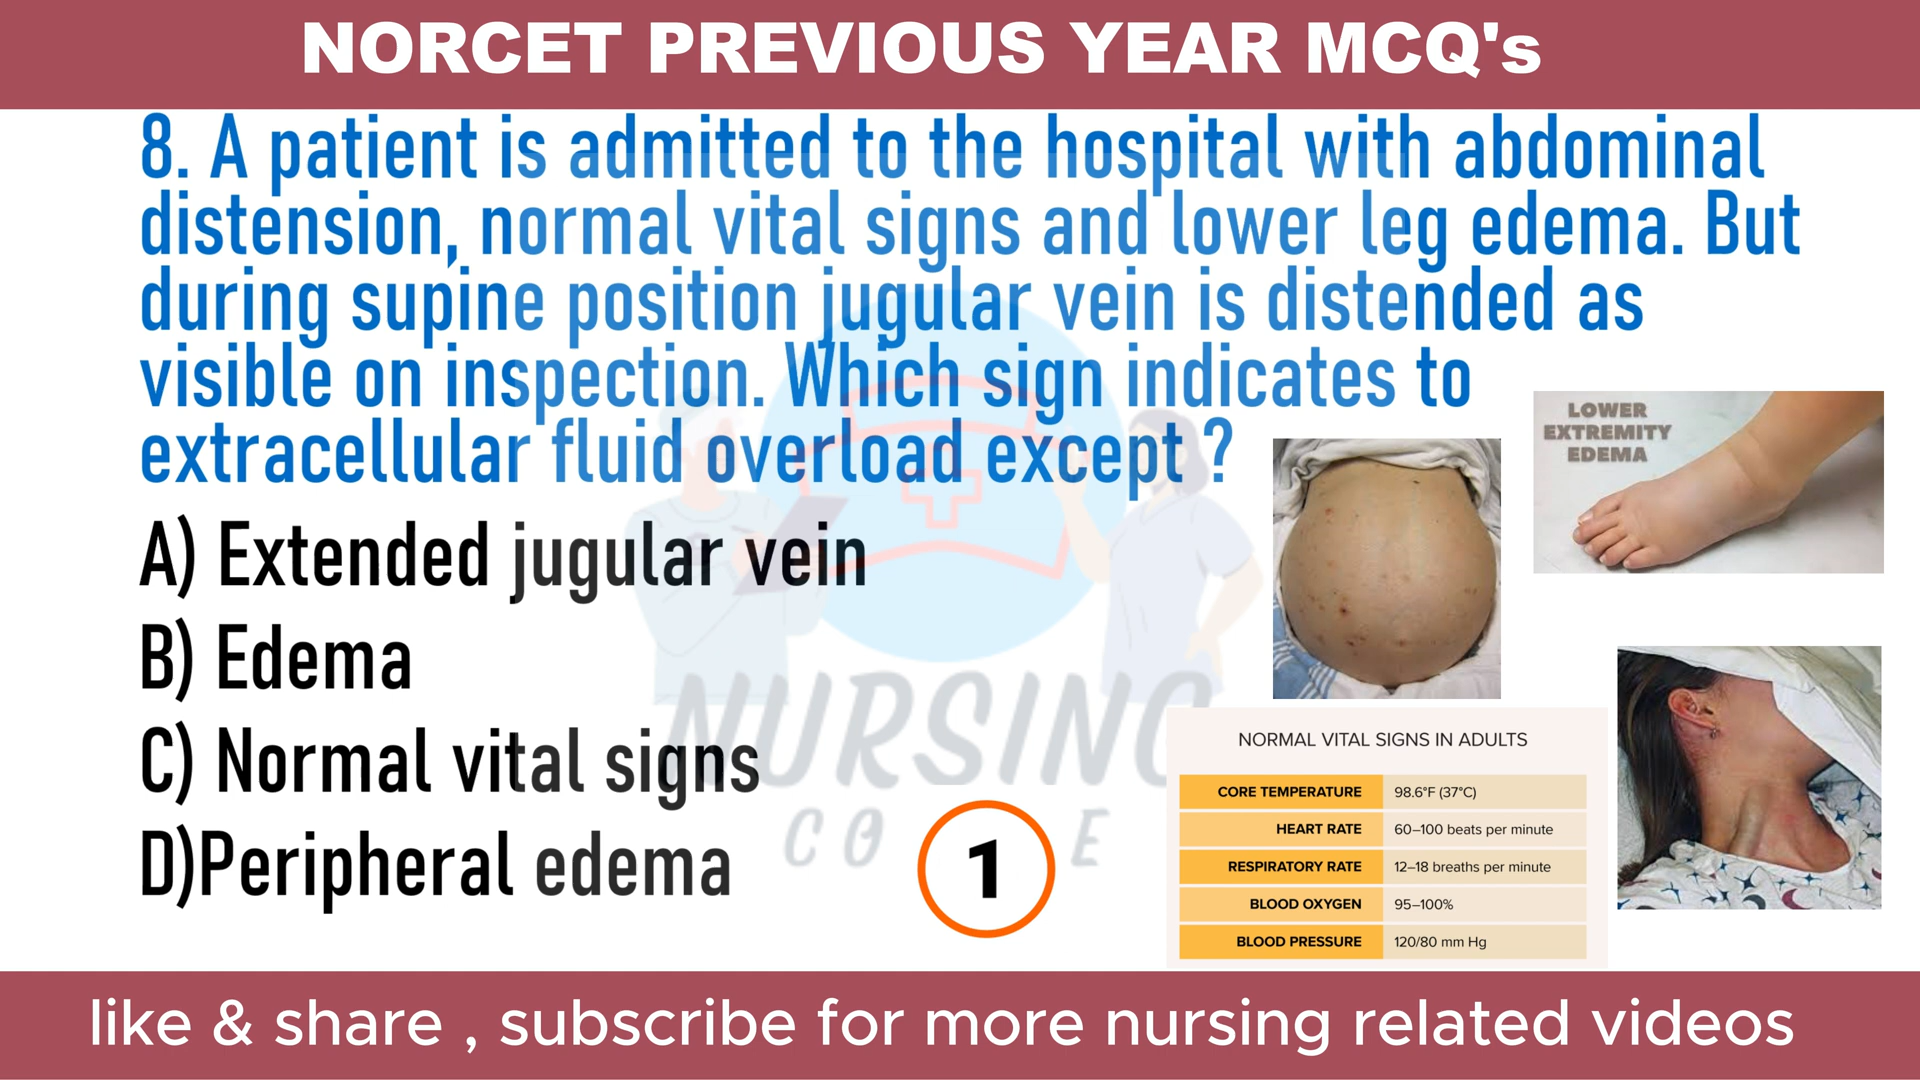 NORCET PREVIOUS YEAR MCQ's
8. A patient is admitted to the hospital with abdominal
distension, normal vital signs and lower leg edema. But
during supine position jugular vein is distended as
visible on inspection. Which sign indicates to
extracellular fluid overload except ?
A) Extended jugular vein
B) Edema
C) Normal vital signs
D)Peripheral edema
LOWER
EXTREMITY
EDEMA
NORMAL VITAL SIGNS IN ADULTS
CORE TEMPERATURE 98.6°F (37°C)
HEART RATE 60–100 beats per minute
RESPIRATORY RATE 12–18 breaths per minute
BLOOD OXYGEN 95–100%
BLOOD PRESSURE 120/80 mm Hg
NURSING
1
like & share , subscribe for more nursing related videos